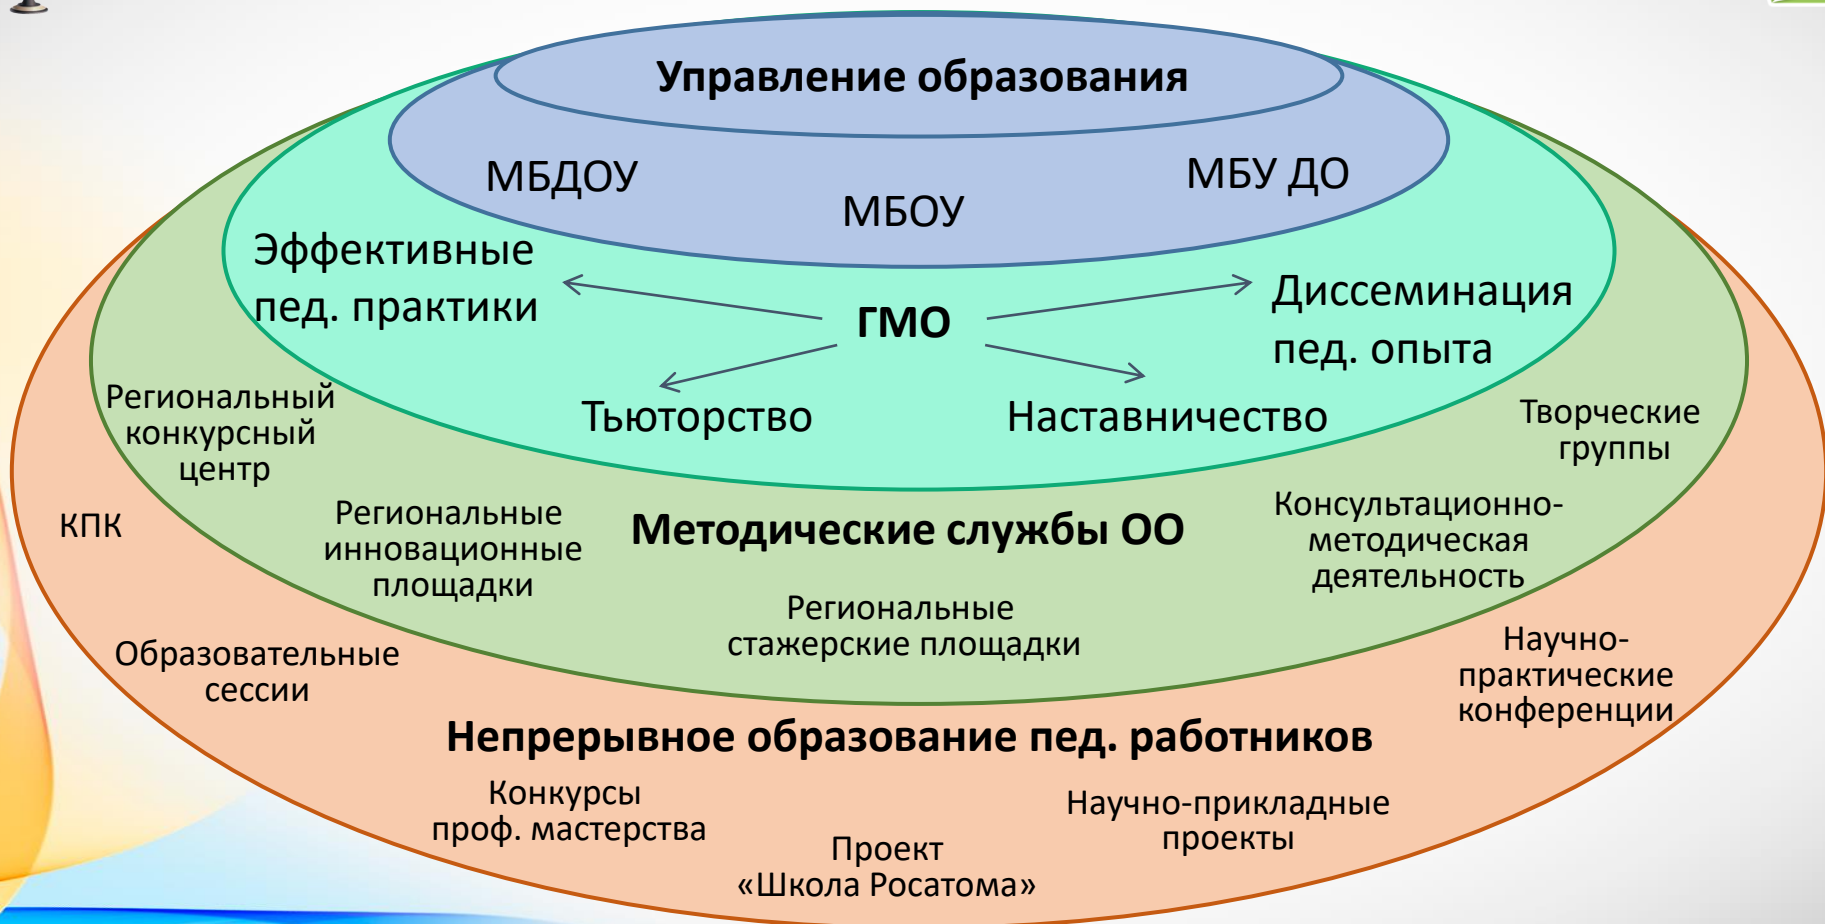 Управление образования
МБДОУ
МБОУ
МБУ ДО
Эффективные
пед. практики
ГМО
Диссеминация
пед. опыта
Тьюторство
Наставничество
Региональный
конкурсный
центр
Творческие
группы
КПК
Региональные
инновационные
площадки
Методические службы ОО
Консультационно-
методическая
деятельность
Региональные
стажерские площадки
Образовательные
сессии
Научно-
практические
конференции
Непрерывное образование пед. работников
Конкурсы
проф. мастерства
Проект
«Школа Росатома»
Научно-прикладные
проекты